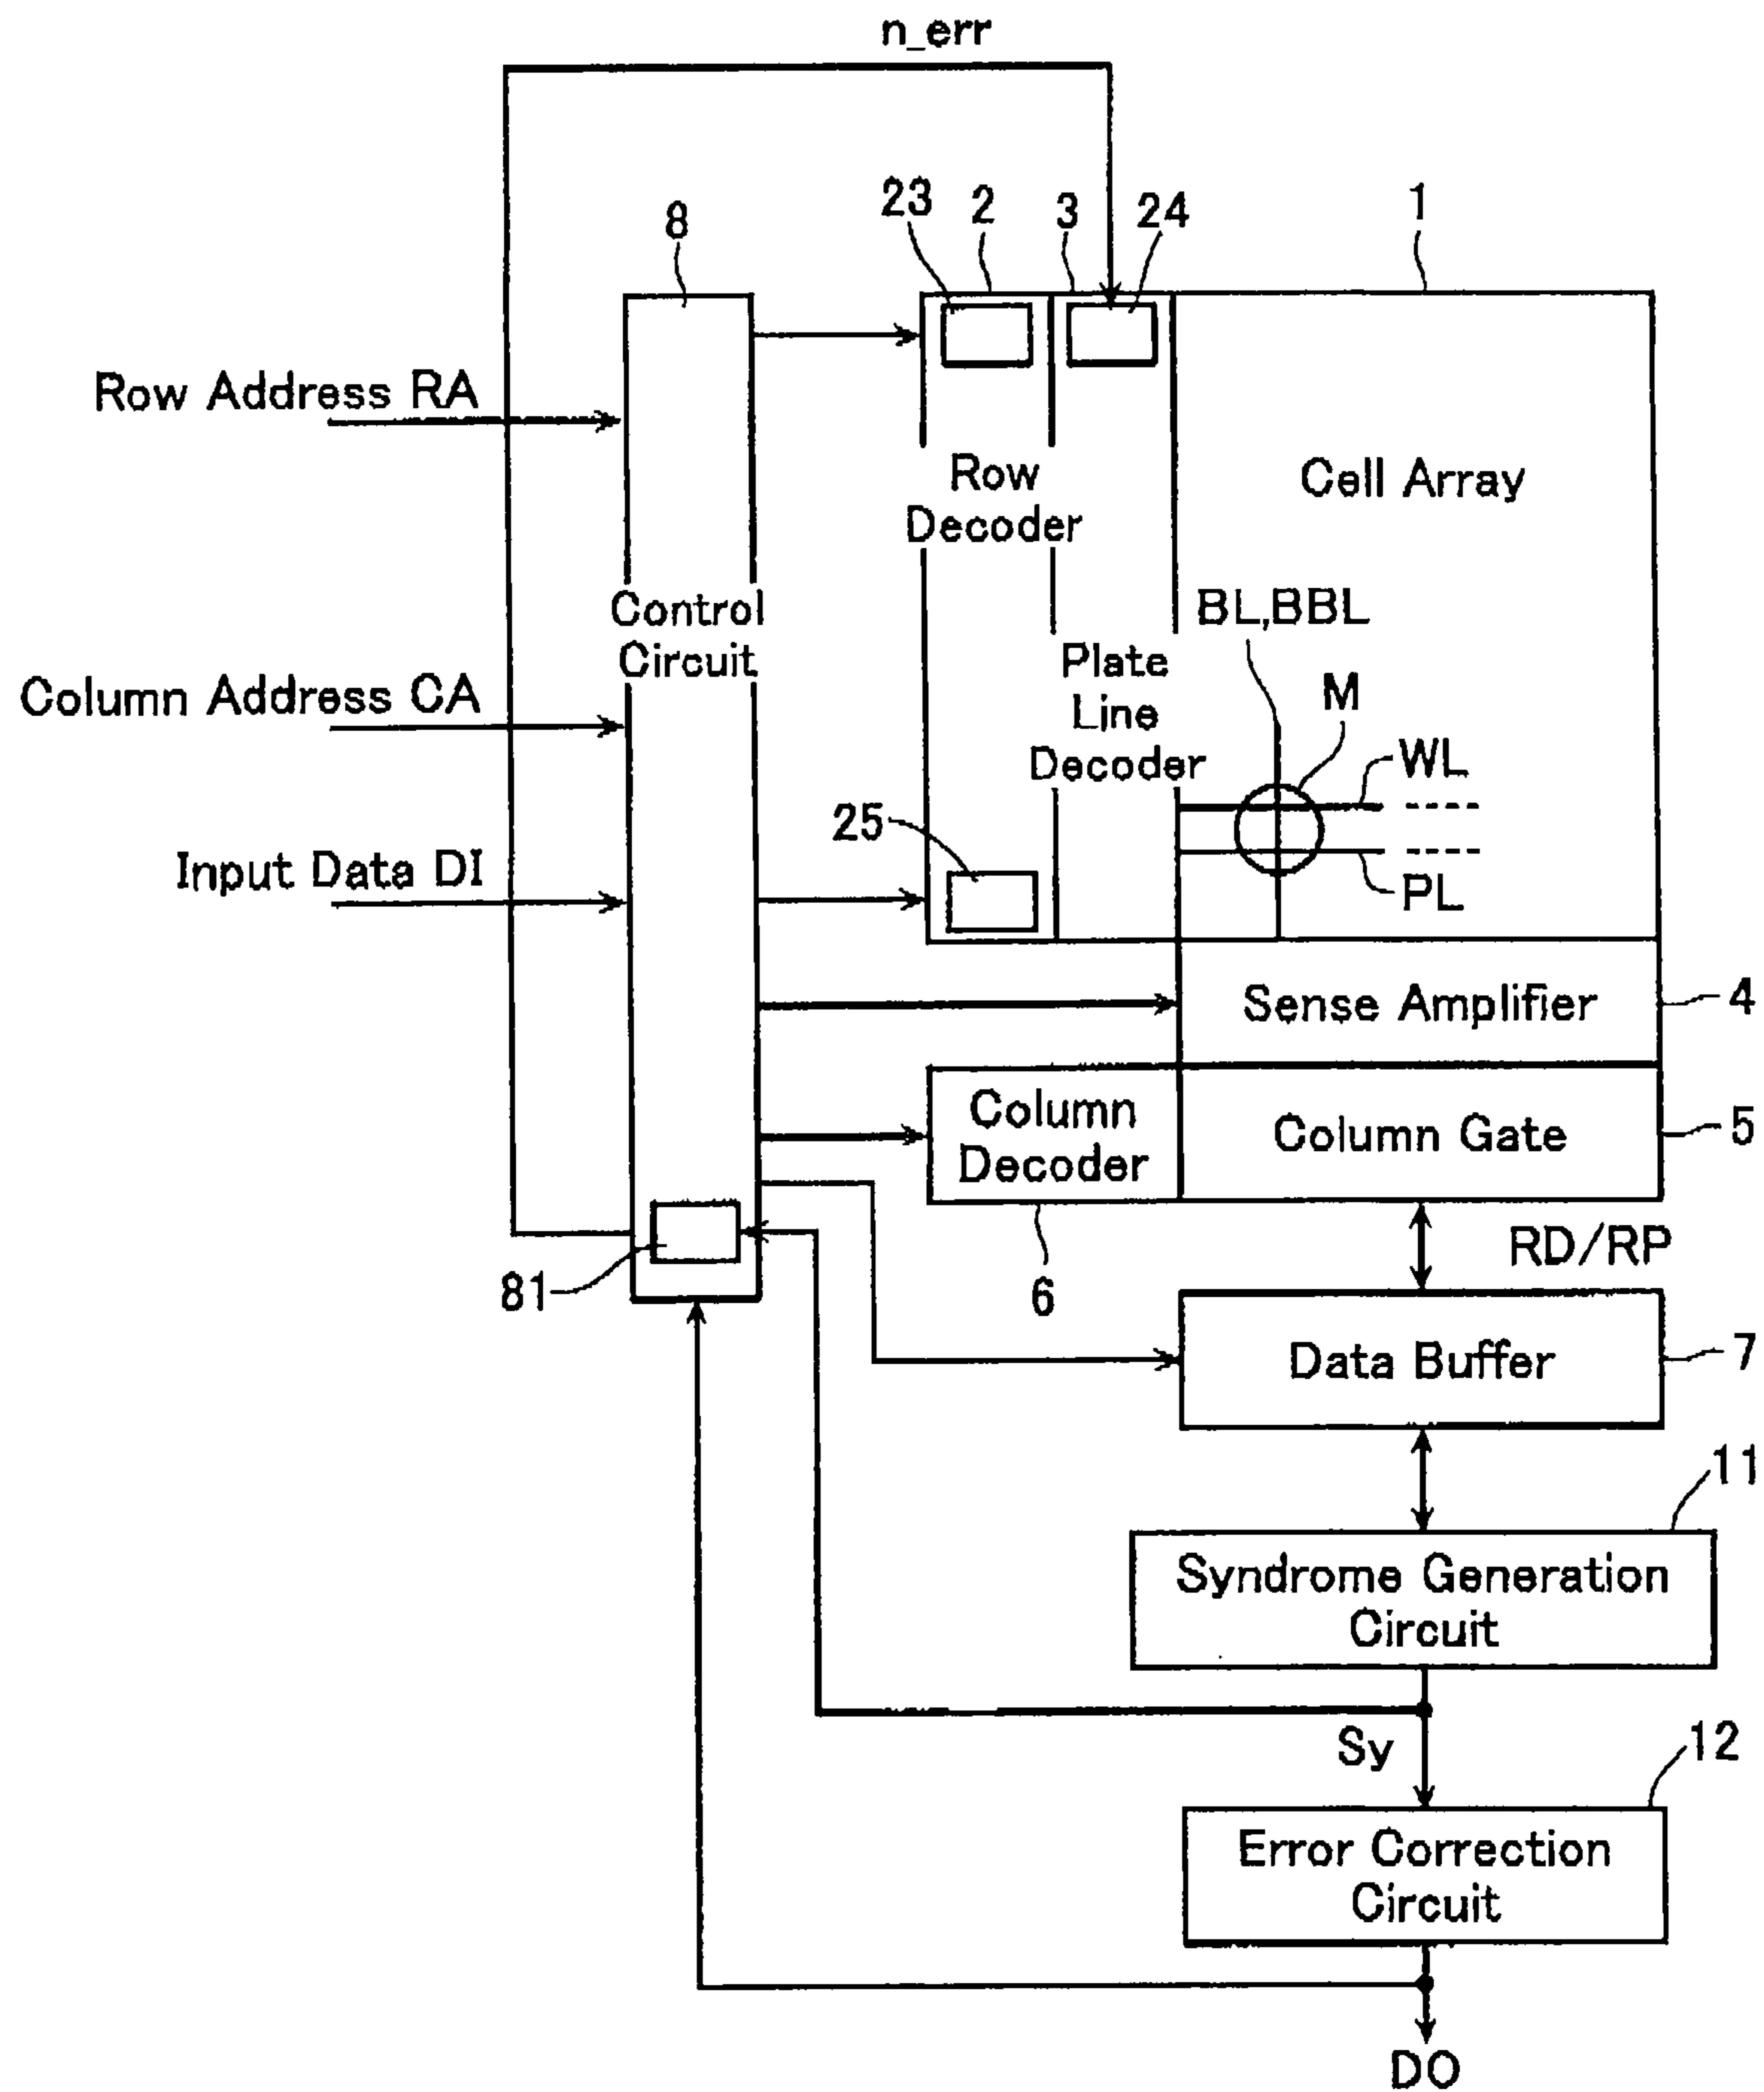 n_err
23
2
3
24
1
8
Row Address RA
Row
Decoder
Cell Array
Control
Circuit
BL,BBL
Plate
Line
Decoder
M
Column Address CA
WL
25
Input Data DI
PL
Sense Amplifier
4
Column
Decoder
Column Gate
5
81
6
RD/RP
Data Buffer
7
11
Syndrome Generation
Circuit
Sy
12
Error Correction
Circuit
DO